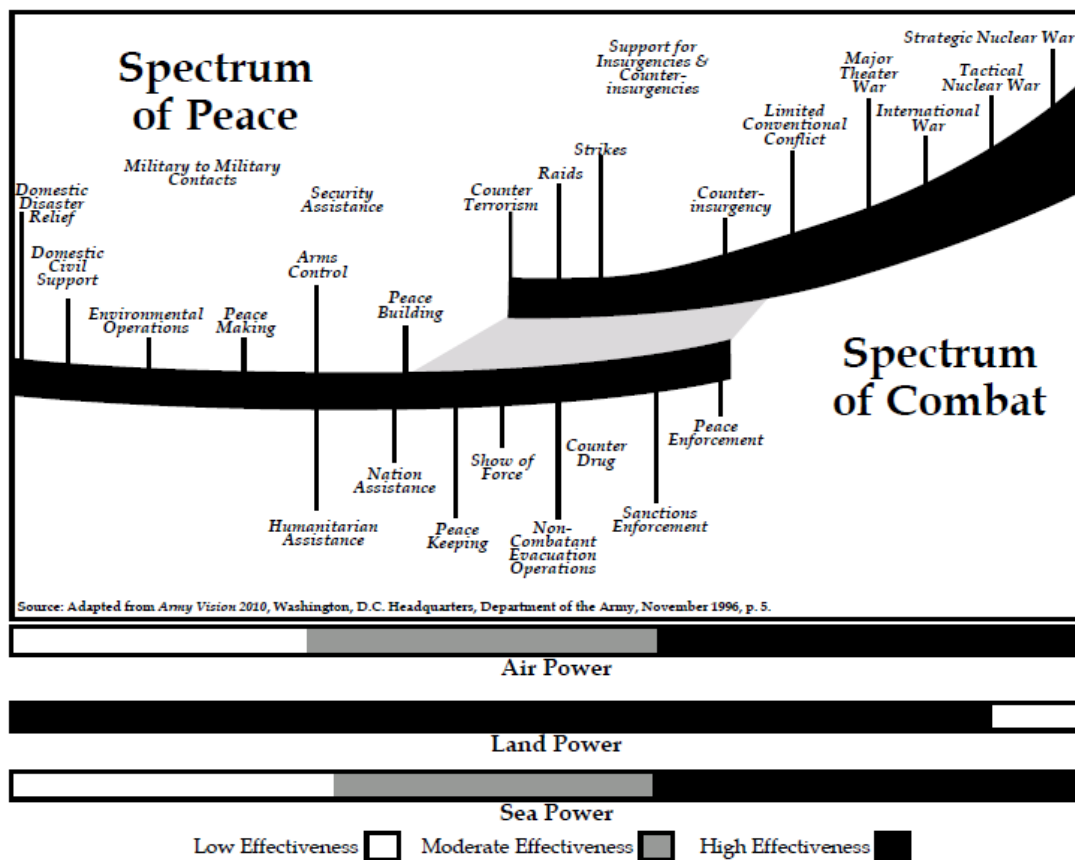 Spectrum
of Peace
Military to Military
Contacts
Domestic
Disaster
Relief
Domestic
Civil
Support
Environmental
Operations
Peace
Making
Security
Assistance
Arms
Control
Peace
Building
Counter
Terrorism
Raids
Strikes
Support for
Insurgencies &
Counter-
insurgencies
Counter-
insurgency
Limited
Conventional
Conflict
Major
Theater
War
International
War
Tactical
Nuclear War
Strategic Nuclear War
Spectrum
of Combat
Humanitarian
Assistance
Nation
Assistance
Peace
Keeping
Show of
Force
Counter
Drug
Non-
Combatant
Evacuation
Operations
Sanctions
Enforcement
Peace
Enforcement
Source: Adapted from Army Vision 2010, Washington, D.C. Headquarters, Department of the Army, November 1996, p. 5.
Air Power
Land Power
Sea Power
Low Effectiveness Moderate Effectiveness High Effectiveness